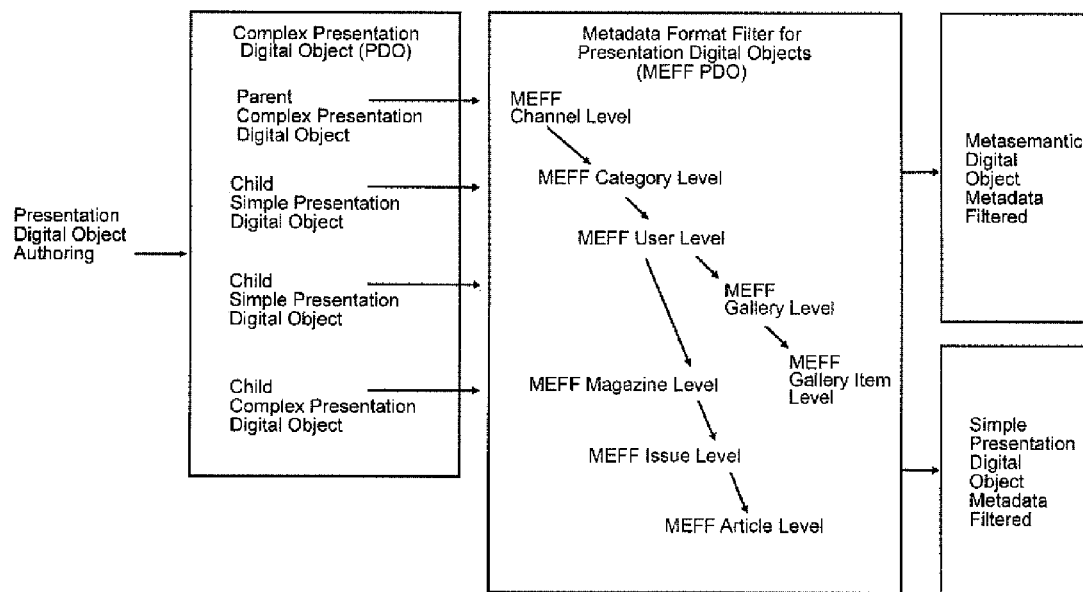 Presentation
Digital Object
Authoring
Complex Presentation
Digital Object (PDO)
Parent
Complex Presentation
Digital Object
Child
Simple Presentation
Digital Object
Child
Simple Presentation
Digital Object
Child
Complex Presentation
Digital Object
Metadata Format Filter for
Presentation Digital Objects
(MEFF PDO)
MEFF
Channel Level
MEFF Category Level
MEFF User Level
MEFF
Gallery Level
MEFF
Gallery Item
Level
MEFF Magazine Level
MEFF Issue Level
MEFF Article Level
Metasemantic
Digital
Object
Metadata
Filtered
Simple
Presentation
Digital
Object
Metadata
Filtered